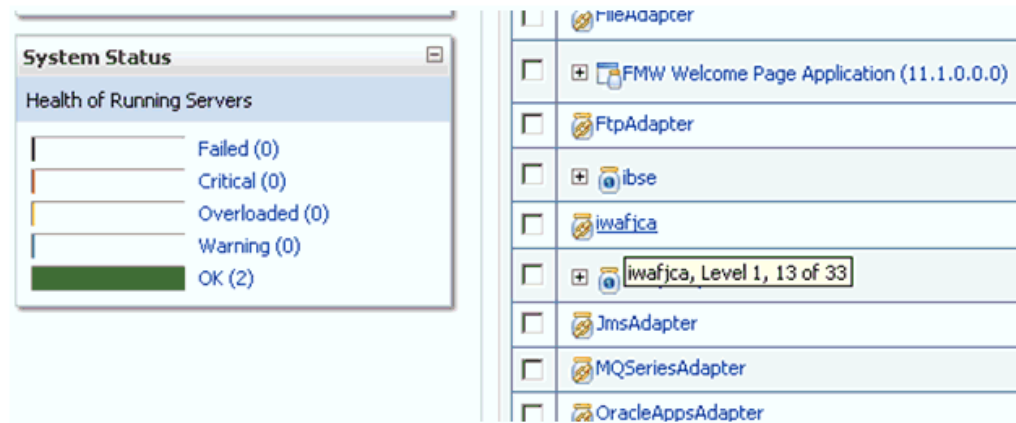 System Status
Health of Running Servers
Failed (0)
Critical (0)
Overloaded (0)
Warning (0)
OK (2)
FileAdapter
FMW Welcome Page Application (11.1.0.0.0)
FtpAdapter
ibse
iwafjca
iwafjca, Level 1, 13 of 33
JmsAdapter
MQSeriesAdapter
OracleAppsAdapter